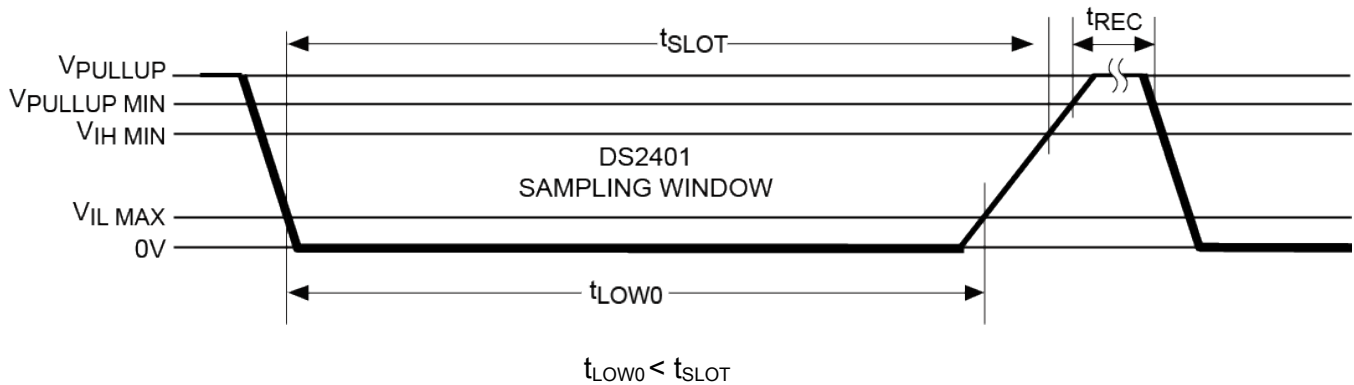 tSLOT
tREC
VPULLUP
VPULLUP MIN
VIH MIN
DS2401
SAMPLING WINDOW
VIL MAX
0V
tLOW0
tLOW0 < tSLOT